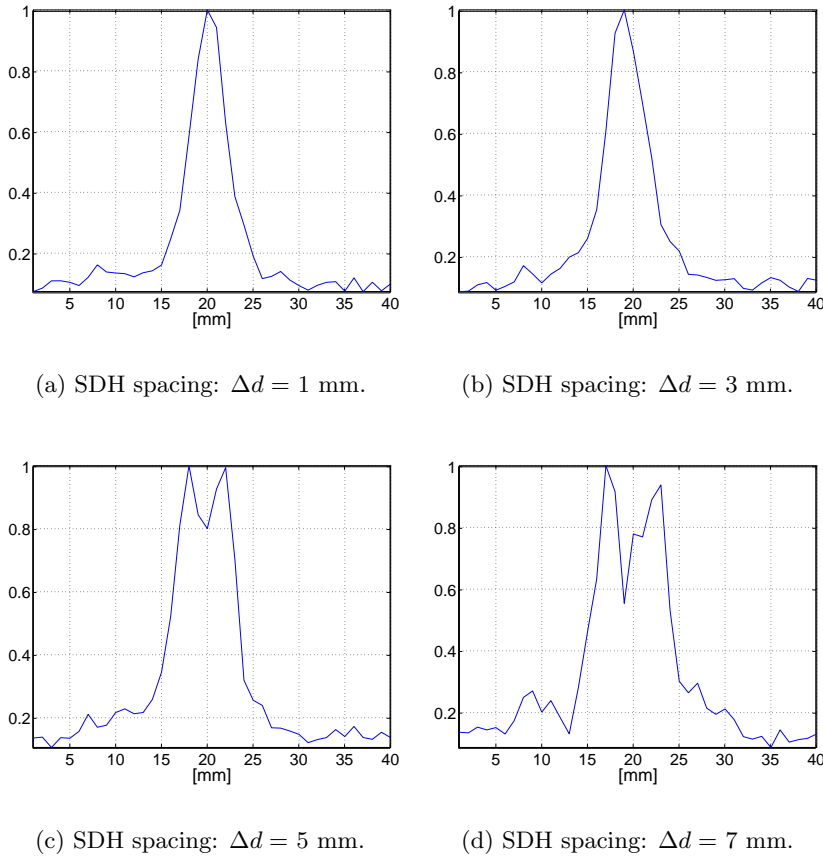 1
0.8
0.6
0.4
0.2
5 10 15 20 25 30 35 40
[mm]
(a) SDH spacing: Δd = 1 mm.
1
0.8
0.6
0.4
0.2
5 10 15 20 25 30 35 40
[mm]
(b) SDH spacing: Δd = 3 mm.
1
0.8
0.6
0.4
0.2
5 10 15 20 25 30 35 40
[mm]
(c) SDH spacing: Δd = 5 mm.
1
0.8
0.6
0.4
0.2
5 10 15 20 25 30 35 40
[mm]
(d) SDH spacing: Δd = 7 mm.